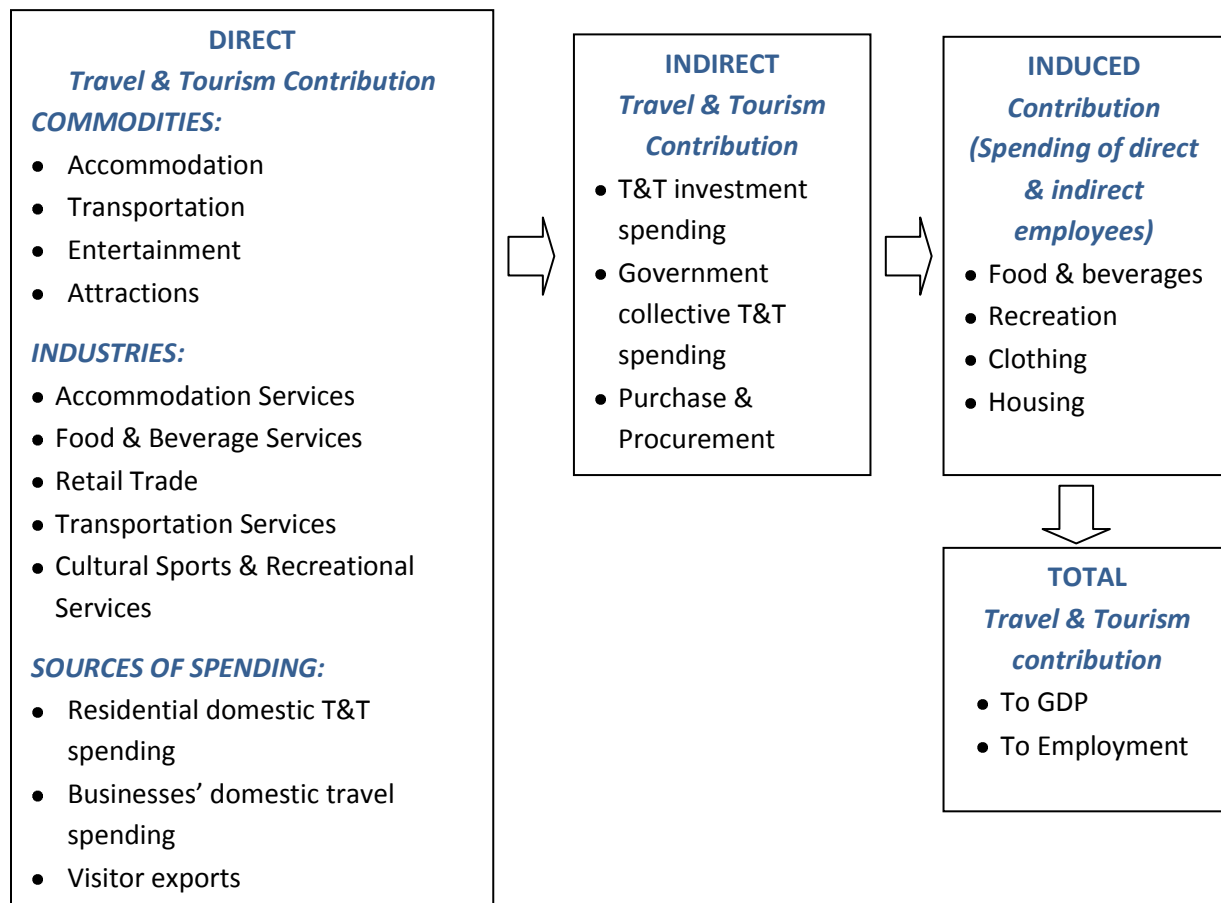 DIRECT
Travel & Tourism Contribution
COMMODITIES:
● Accommodation
● Transportation
● Entertainment
● Attractions
INDUSTRIES:
● Accommodation Services
● Food & Beverage Services
● Retail Trade
● Transportation Services
● Cultural Sports & Recreational
Services
SOURCES OF SPENDING:
● Residential domestic T&T
spending
● Businesses’ domestic travel
spending
● Visitor exports
INDIRECT
Travel & Tourism
Contribution
● T&T investment
spending
● Government
collective T&T
spending
● Purchase &
Procurement
INDUCED
Contribution
(Spending of direct
& indirect
employees)
● Food & beverages
● Recreation
● Clothing
● Housing
TOTAL
Travel & Tourism
contribution
● To GDP
● To Employment